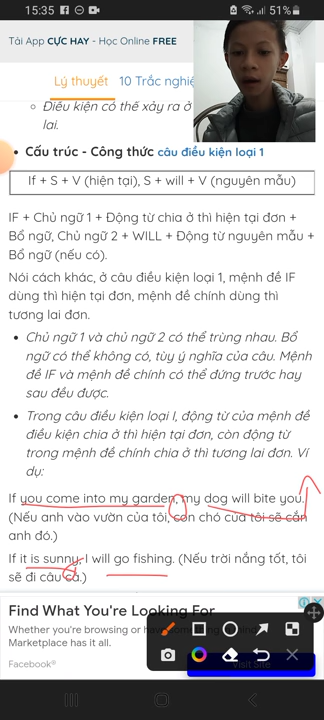 15:35
51%
Tải App CỰC HAY - Học Online FREE
Lý thuyết 10 Trắc nghiệ
Điều kiện có thể xảy ra ở
lai.
Cấu trúc - Công thức câu điều kiện loại 1
If + S + V (hiện tại), S + will + V (nguyên mẫu)
IF + Chủ ngữ 1 + Động từ chia ở thì hiện tại đơn +
Bổ ngữ, Chủ ngữ 2 + WILL + Động từ nguyên mẫu +
Bổ ngữ (nếu có).
Nói cách khác, ở câu điều kiện loại 1, mệnh đề IF
dùng thì hiện tại đơn, mệnh đề chính dùng thì
tương lai đơn.
Chủ ngữ 1 và chủ ngữ 2 có thể trùng nhau. Bổ
ngữ có thể không có, tùy ý nghĩa của câu. Mệnh
đề IF và mệnh đề chính có thể đứng trước hay
sau đều được.
Trong câu điều kiện loại I, động từ của mệnh đề
điều kiện chia ở thì hiện tại đơn, còn động từ
trong mệnh đề chính chia ở thì tương lai đơn. Ví
dụ:
If you come into my garden, my dog will bite you.
(Nếu anh vào vườn của tôi, con chó của tôi sẽ cắn
anh đó.)
If it is sunny, I will go fishing. (Nếu trời nắng tốt, tôi
sẽ đi câu cá.)
Find What You're Looking For
Whether you're browsing or
Marketplace has it all.
Facebook®
Visit Site